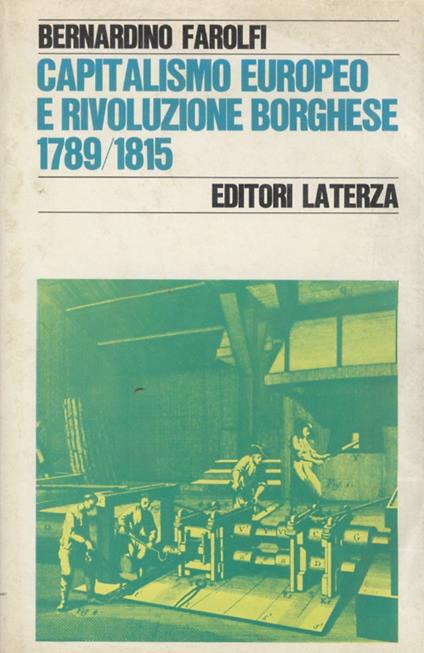 BERNARDINO FAROLFI
CAPITALISMO EUROPEO
E RIVOLUZIONE BORGHESE
1789/1815
EDITORI LATERZA